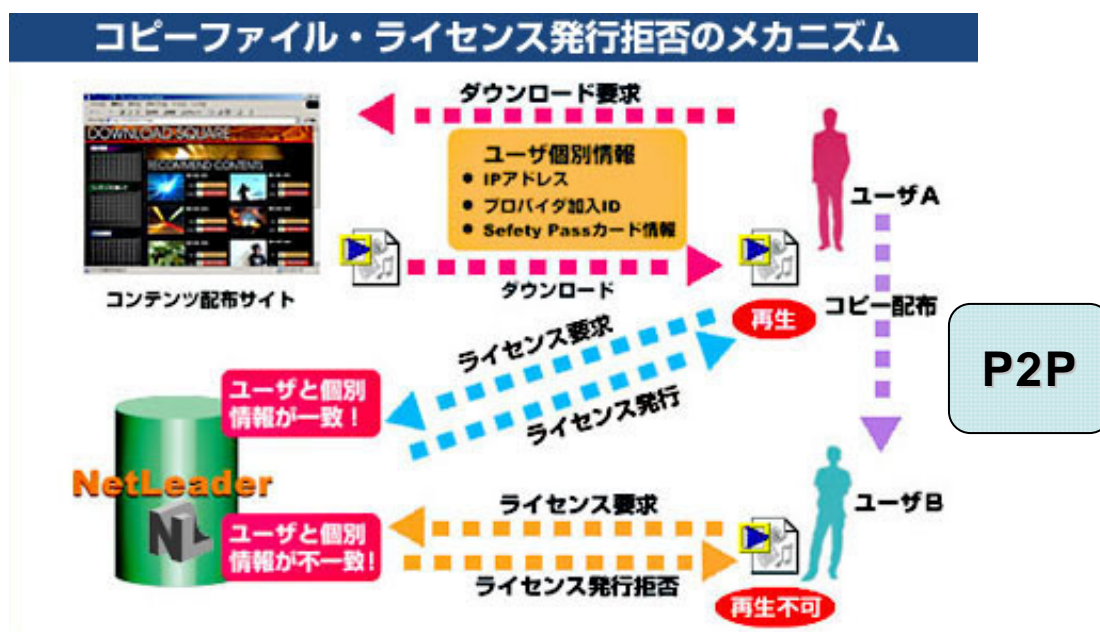 コピーファイル・ライセンス発行拒否のメカニズム
ダウンロード要求
DOWNLOAD SQUARE
RECOMMEND CONTENTS
ユーザ個別情報
● IPアドレス
● プロバイダ加入ID
● Sefety Passカード情報
ユーザA
コンテンツ配布サイト
ダウンロード
再生
コピー配布
P2P
ライセンス要求
ライセンス発行
ユーザと個別
情報が一致！
NetLeader
NL
ユーザと個別
情報が不一致！
ライセンス要求
ライセンス発行拒否
ユーザB
再生不可